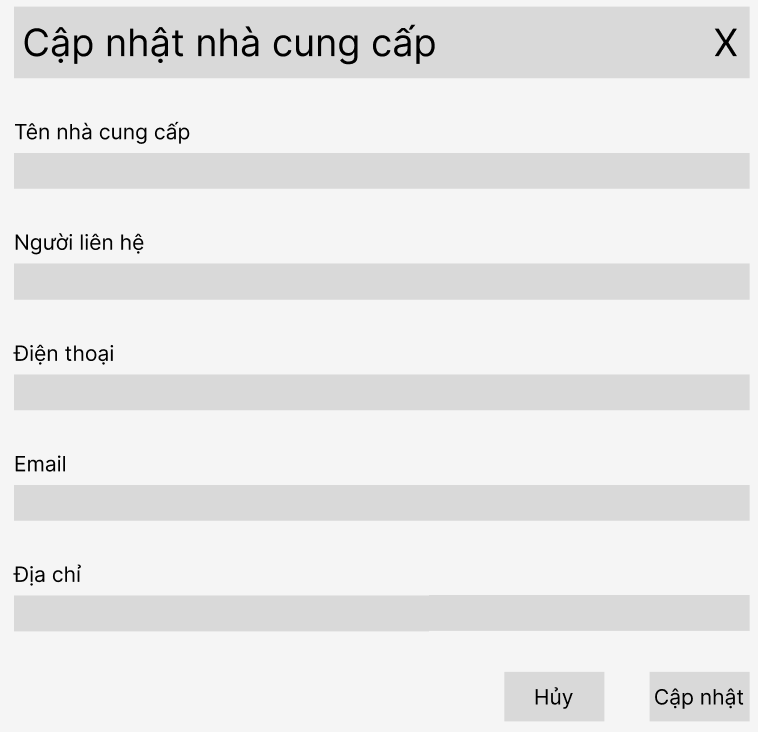 Cập nhật nhà cung cấp X
Tên nhà cung cấp
Người liên hệ
Điện thoại
Email
Địa chỉ
Hủy Cập nhật